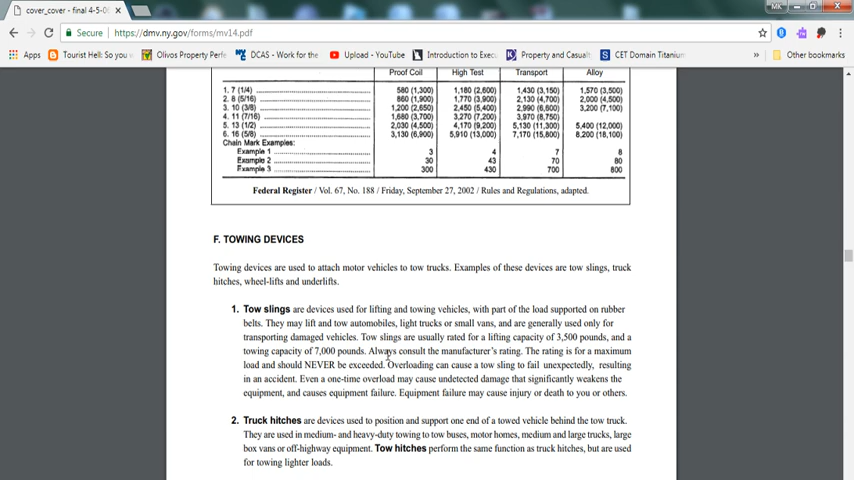 cover_cover - final 4-5-0
MK
Secure
https://dmv.ny.gov/forms/mv14.pdf
Apps
Tourist Hell: So you w
Olivos Property Perfe
DCAS - Work for the
Upload - YouTube
Introduction to Execu
Property and Casualt
CET Domain Titanium
»
Other bookmarks
Proof Coil High Test Transport Alloy
1. 7 (1/4) 580 (1,300) 1,180 (2,600) 1,430 (3,150) 1,570 (3,500)
2. 8 (5/16) 860 (1,900) 1,770 (3,900) 2,130 (4,700) 2,000 (4,500)
3. 10 (3/8) 1,200 (2,650) 2,450 (5,400) 2,990 (6,600) 3,200 (7,100)
4. 11 (7/16) 1,680 (3,700) 3,270 (7,200) 3,970 (8,750)
5. 13 (1/2) 2,030 (4,500) 4,170 (9,200) 5,130 (11,300) 5,400 (12,000)
6. 16 (5/8) 3,130 (6,900) 5,910 (13,000) 7,170 (15,800) 8,200 (18,100)
Chain Mark Examples:
Example 1 3 4 7 8
Example 2 30 43 70 80
Example 3 300 430 700 800
Federal Register / Vol. 67, No. 188 / Friday, September 27, 2002 / Rules and Regulations, adapted.
F. TOWING DEVICES
Towing devices are used to attach motor vehicles to tow trucks. Examples of these devices are tow slings, truck
hitches, wheel-lifts and underlifts.
1. Tow slings are devices used for lifting and towing vehicles, with part of the load supported on rubber
belts. They may lift and tow automobiles, light trucks or small vans, and are generally used only for
transporting damaged vehicles. Tow slings are usually rated for a lifting capacity of 3,500 pounds, and a
towing capacity of 7,000 pounds. Always consult the manufacturer's rating. The rating is for a maximum
load and should NEVER be exceeded. Overloading can cause a tow sling to fail unexpectedly, resulting
in an accident. Even a one-time overload may cause undetected damage that significantly weakens the
equipment, and causes equipment failure. Equipment failure may cause injury or death to you or others.
2. Truck hitches are devices used to position and support one end of a towed vehicle behind the tow truck.
They are used in medium- and heavy-duty towing to tow buses, motor homes, medium and large trucks, large
box vans or off-highway equipment. Tow hitches perform the same function as truck hitches, but are used
for towing lighter loads.